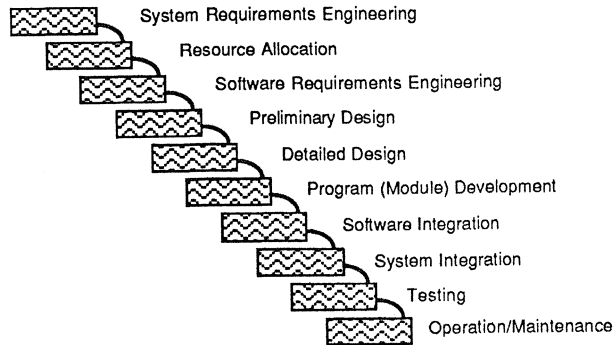 System Requirements Engineering
Resource Allocation
Software Requirements Engineering
Preliminary Design
Detailed Design
Program (Module) Development
Software Integration
System Integration
Testing
Operation/Maintenance